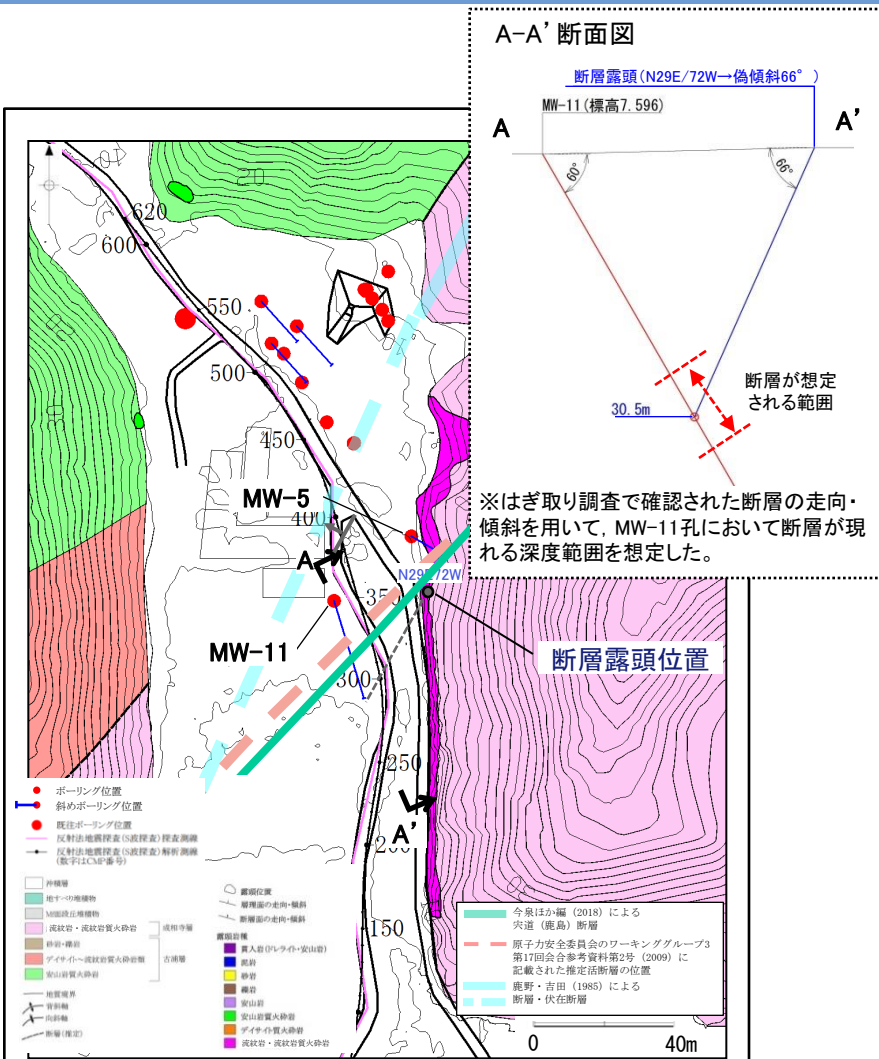 A-A’断面図
断層露頭(N29E/72W→偽傾斜66°)
MW-11(標高7.596)
A
A’
60°
66°
30.5m
断層が想定
される範囲
※はぎ取り調査で確認された断層の走向・
傾斜を用いて，MW-11孔において断層が現
れる深度範囲を想定した。
20
620
600
550
500
450
MW-5
400
A
N29E/72W
350
MW-11
断層露頭位置
300
250
A’
200
150
ボーリング位置
斜めボーリング位置
既往ボーリング位置
反射法地震探査(S波探査)探査測線
反射法地震探査(S波探査)解析測線
(数字はCMP番号)
沖積層
地すべり堆積物
流紋岩・流紋岩質火砕岩
成相寺層
砂岩・礫岩
デイサイト～流紋岩質火砕岩類
古浦層
安山岩質火砕岩
地質境界
背斜軸
向斜軸
断層(推定)
露頭位置
層理面の走向・傾斜
断層面の走向・傾斜
露頭岩種
貫入岩(ドレライト・安山岩)
泥岩
砂岩
礫岩
安山岩
安山岩質火砕岩
デイサイト質火砕岩
流紋岩・流紋岩質火砕岩
今泉ほか編（2018）による
宍道（鹿島）断層
原子力安全委員会のワーキンググループ3
第17回会合参考資料第2号（2009）に
記載された推定活断層の位置
鹿野・吉田（1985）による
断層・伏在断層
0 40m